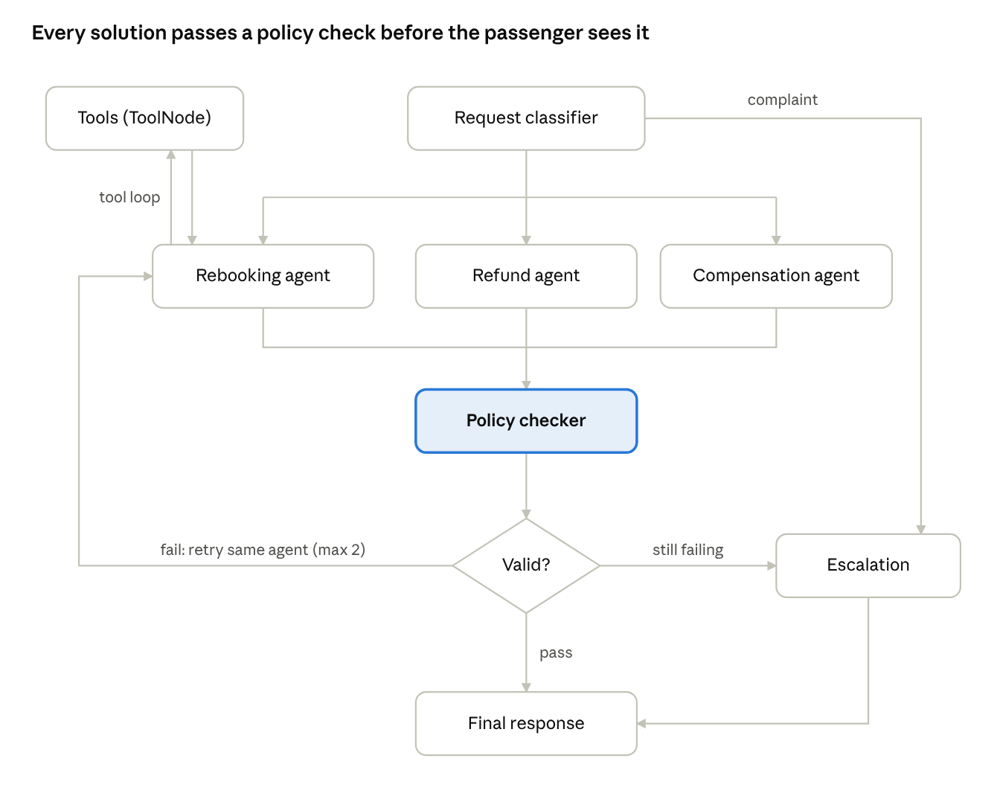 Every solution passes a policy check before the passenger sees it
Tools (ToolNode)
Request classifier
complaint
tool loop
Rebooking agent
Refund agent
Compensation agent
Policy checker
fail: retry same agent (max 2)
Valid?
still failing
Escalation
pass
Final response